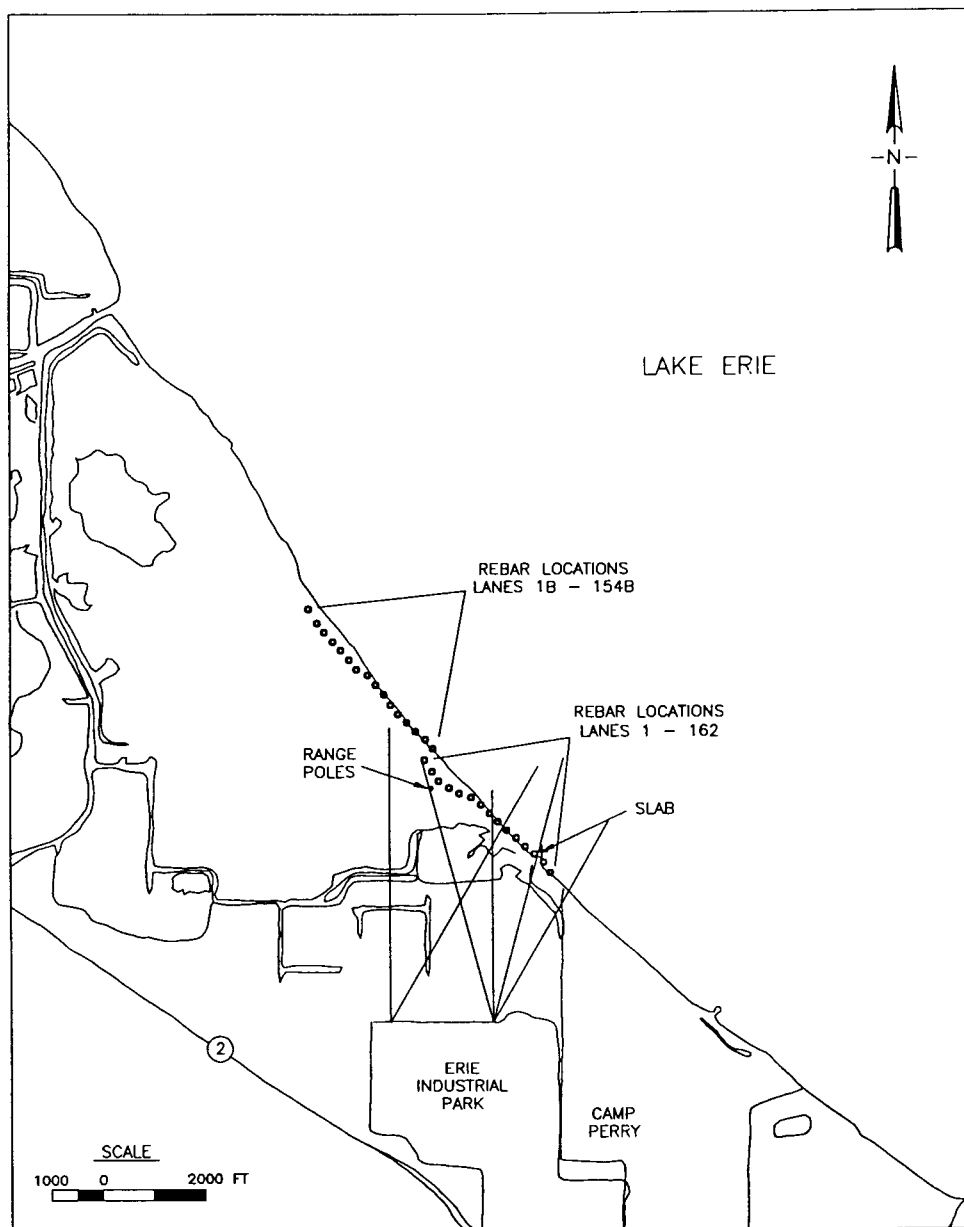 N
LAKE ERIE
REBAR LOCATIONS
LANES 1B - 154B
REBAR LOCATIONS
LANES 1 - 162
RANGE
POLES
SLAB
2
ERIE
INDUSTRIAL
PARK
CAMP
PERRY
SCALE
1000 0 2000 FT